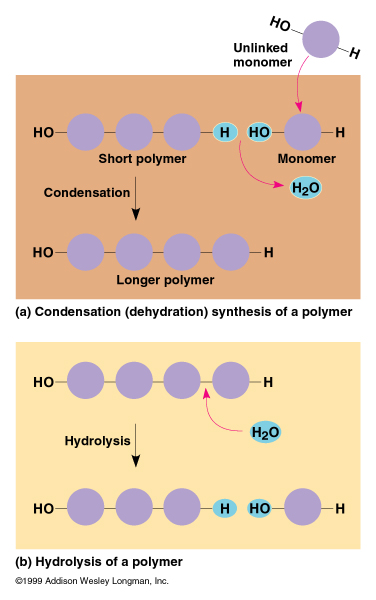 HO
H
Unlinked
monomer
HO H HO H
Short polymer Monomer
H2O
Condensation
HO H
Longer polymer
(a) Condensation (dehydration) synthesis of a polymer
HO H
H2O
Hydrolysis
HO H HO H
(b) Hydrolysis of a polymer
©1999 Addison Wesley Longman, Inc.